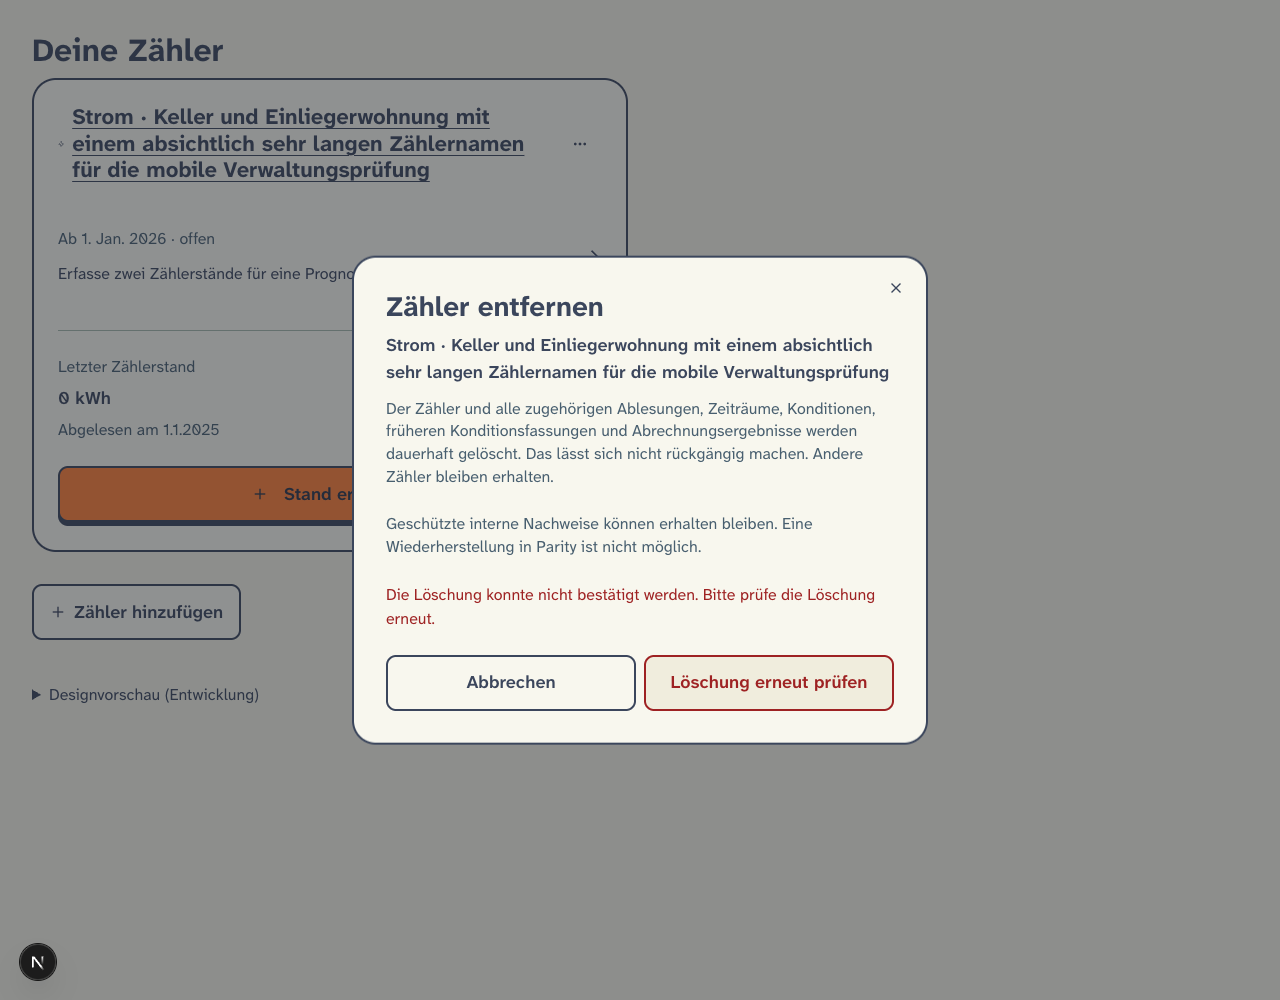 Deine Zähler
Strom · Keller und Einliegerwohnung mit
einem absichtlich sehr langen Zählernamen
für die mobile Verwaltungsprüfung
Ab 1. Jan. 2026 · offen
Erfasse zwei Zählerstände für eine
Letzter Zählerstand
0 kWh
Abgelesen am 1.1.2025
+ Stand
+ Zähler hinzufügen
Designvorschau (Entwicklung)
Zähler entfernen
Strom · Keller und Einliegerwohnung mit einem absichtlich
sehr langen Zählernamen für die mobile Verwaltungsprüfung
Der Zähler und alle zugehörigen Ablesungen, Zeiträume, Konditionen,
früheren Konditionsfassungen und Abrechnungsergebnisse werden
dauerhaft gelöscht. Das lässt sich nicht rückgängig machen. Andere
Zähler bleiben erhalten.
Geschützte interne Nachweise können erhalten bleiben. Eine
Wiederherstellung in Parity ist nicht möglich.
Die Löschung konnte nicht bestätigt werden. Bitte prüfe die Löschung
erneut.
Abbrechen
Löschung erneut prüfen
N